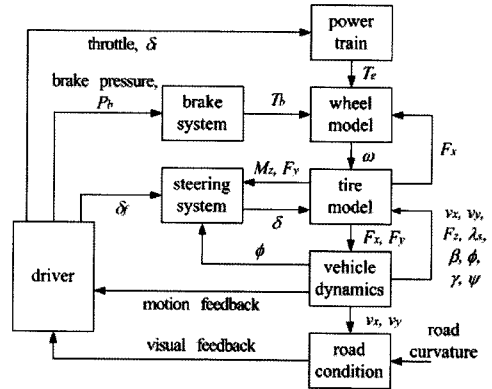 power
train
throttle, δt
brake pressure,
Pb
Te
brake
system
Tb
wheel
model
Fx
ω
Mz, Fy
steering
system
tire
model
δf
δ
vx, vy,
Fz, λs,
β, ϕ,
γ, ψ
Fx, Fy
ϕ
driver
vehicle
dynamics
motion feedback
vx, vy
road
curvature
visual feedback
road
condition